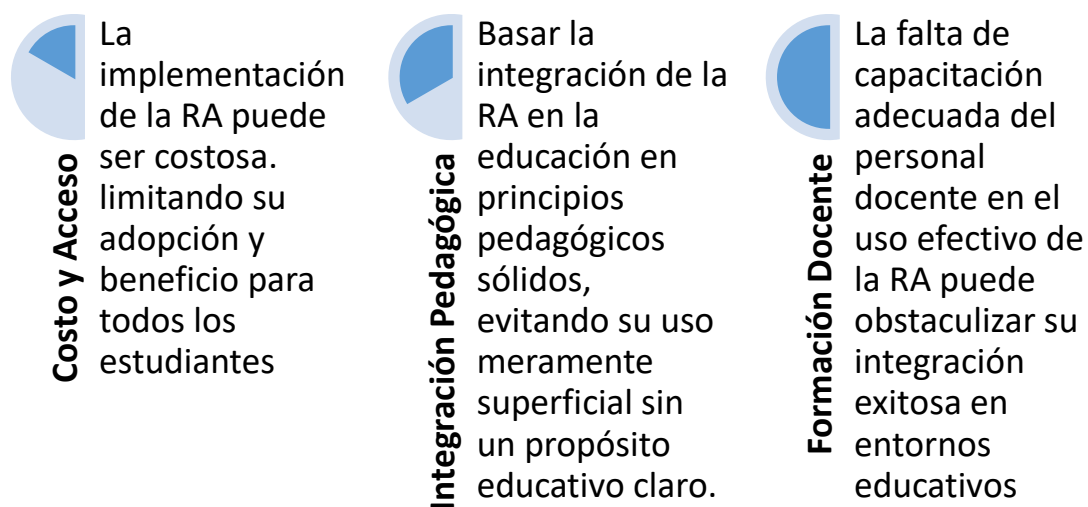 Costo y Acceso
La
implementación
de la RA puede
ser costosa.
limitando su
adopción y
beneficio para
todos los
estudiantes
Integración Pedagógica
Basar la
integración de la
RA en la
educación en
principios
pedagógicos
sólidos,
evitando su uso
meramente
superficial sin
un propósito
educativo claro.
Formación Docente
La falta de
capacitación
adecuada del
personal
docente en el
uso efectivo de
la RA puede
obstaculizar su
integración
exitosa en
entornos
educativos